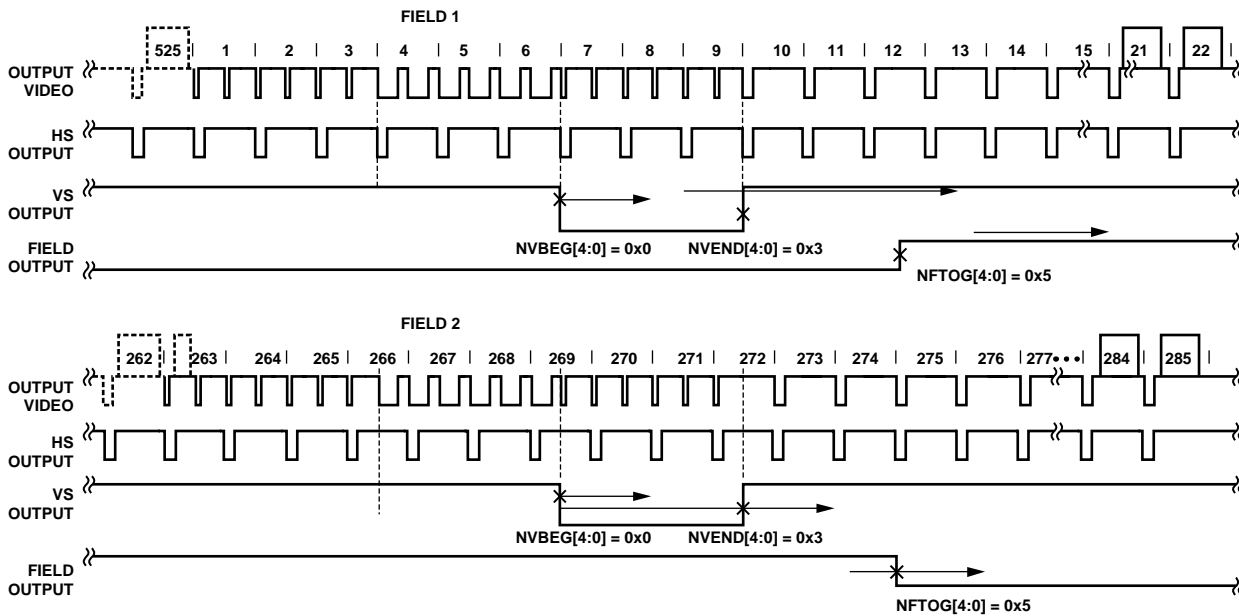 FIELD 1
525 1 2 3 4 5 6 7 8 9 10 11 12 13 14 15 21 22
OUTPUT
VIDEO
HS
OUTPUT
VS
OUTPUT
NVBEG[4:0] = 0x0 NVEND[4:0] = 0x3
FIELD
OUTPUT
NFTOG[4:0] = 0x5
FIELD 2
262 263 264 265 266 267 268 269 270 271 272 273 274 275 276 277 284 285
OUTPUT
VIDEO
HS
OUTPUT
VS
OUTPUT
NVBEG[4:0] = 0x0 NVEND[4:0] = 0x3
FIELD
OUTPUT
NFTOG[4:0] = 0x5